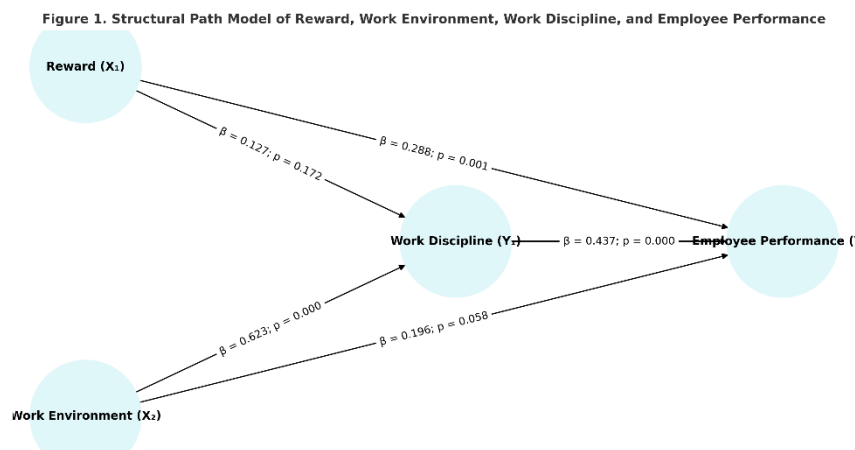 Figure 1. Structural Path Model of Reward, Work Environment, Work Discipline, and Employee Performance
Reward (X₁)
β = 0.288; p = 0.001
β = 0.127; p = 0.172
Work Discipline (Y₁)
β = 0.437; p = 0.000
Employee Performance (
β = 0.623; p = 0.000
β = 0.196; p = 0.058
Work Environment (X₂)